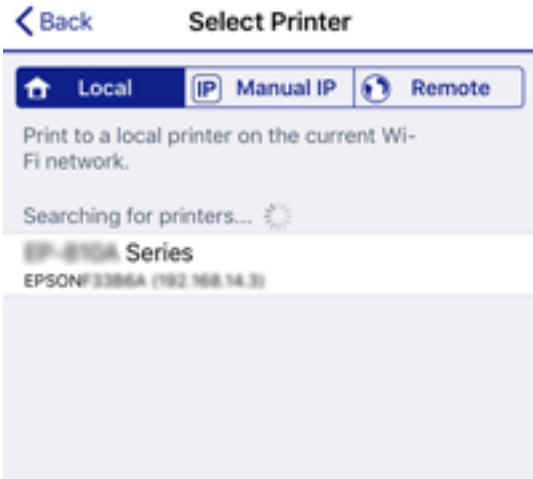 Back Select Printer
Local IP Manual IP Remote
Print to a local printer on the current Wi-
Fi network.
Searching for printers...
Series
EPSON